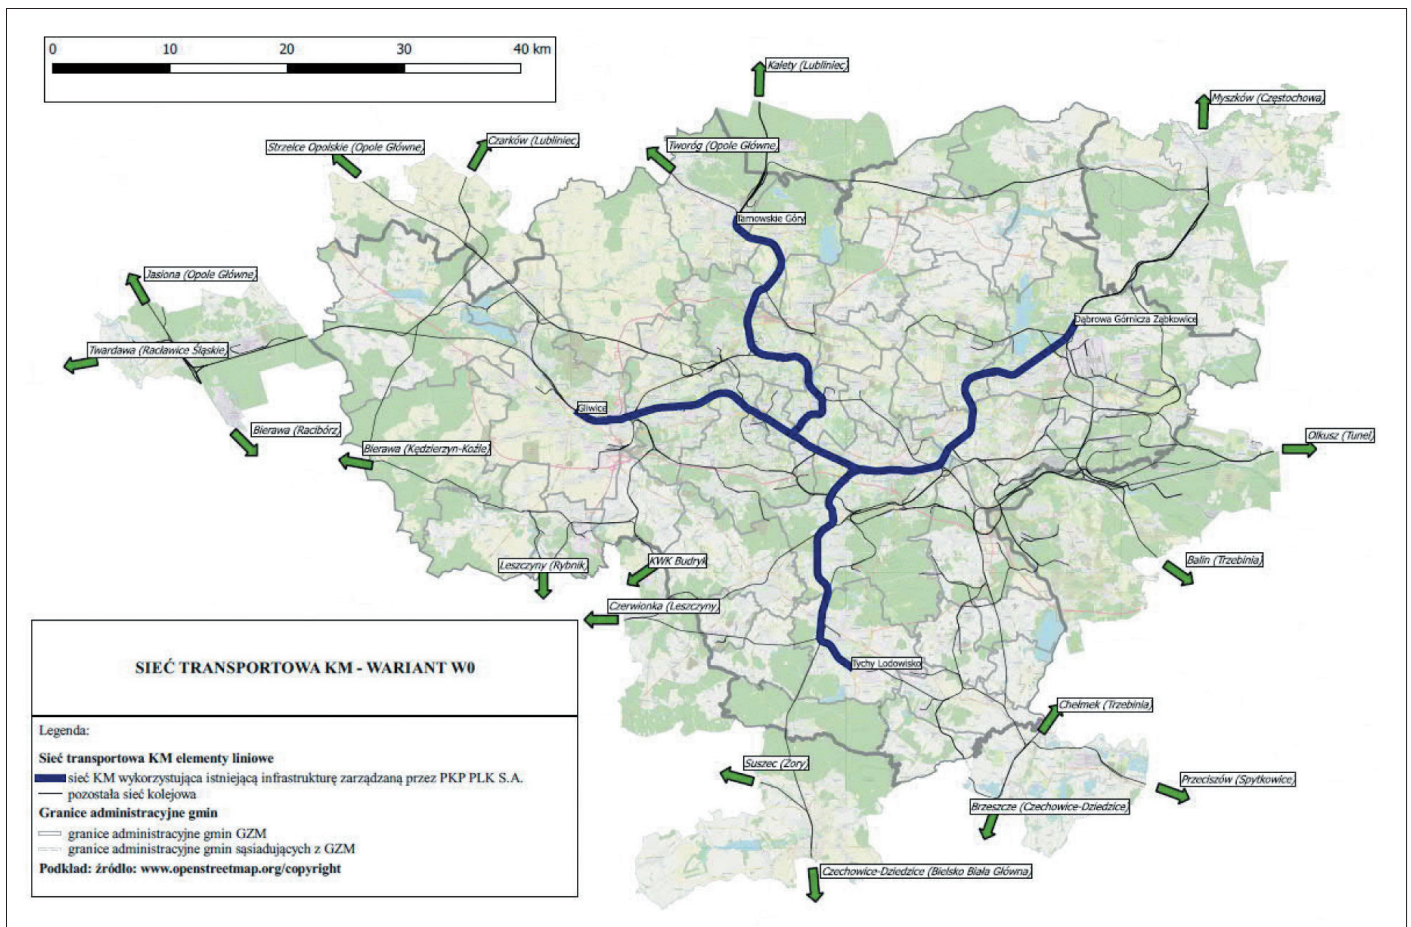 0 10 20 30 40 km
Kalety (Lubliniec)
Myszków (Częstochowa)
Czarków (Lubliniec)
Strzelce Opolskie (Opole Główne)
Tworóg (Opole Główne)
Tarnowskie Góry
Jasiona (Opole Główne)
Dąbrowa Górnicza Ząbkowice
Twardawa (Racławice Śląskie)
Gliwice
Bierawa (Racibórz)
Olkusz (Tunel)
Bierawa (Kędzierzyn-Koźle)
KWK Budryk
Balin (Trzebinia)
Leszczyny (Rybnik)
Czerwionka (Leszczyny)
Tychy Lodowisko
SIEĆ TRANSPORTOWA KM - WARIANT W0
Chełmek (Trzebinia)
Legenda:
Sieć transportowa KM elementy liniowe
sieć KM wykorzystująca istniejącą infrastrukturę zarządzaną przez PKP PLK S.A.
pozostała sieć kolejowa
Granice administracyjne gmin
granice administracyjne gmin GZM
granice administracyjne gmin sąsiadujących z GZM
Podkład: źródło: www.openstreetmap.org/copyright
Suszec (Żory)
Przeciszów (Spytkowice)
Brzeszcze (Czechowice-Dziedzice)
Czechowice-Dziedzice (Bielsko Biała Główna)